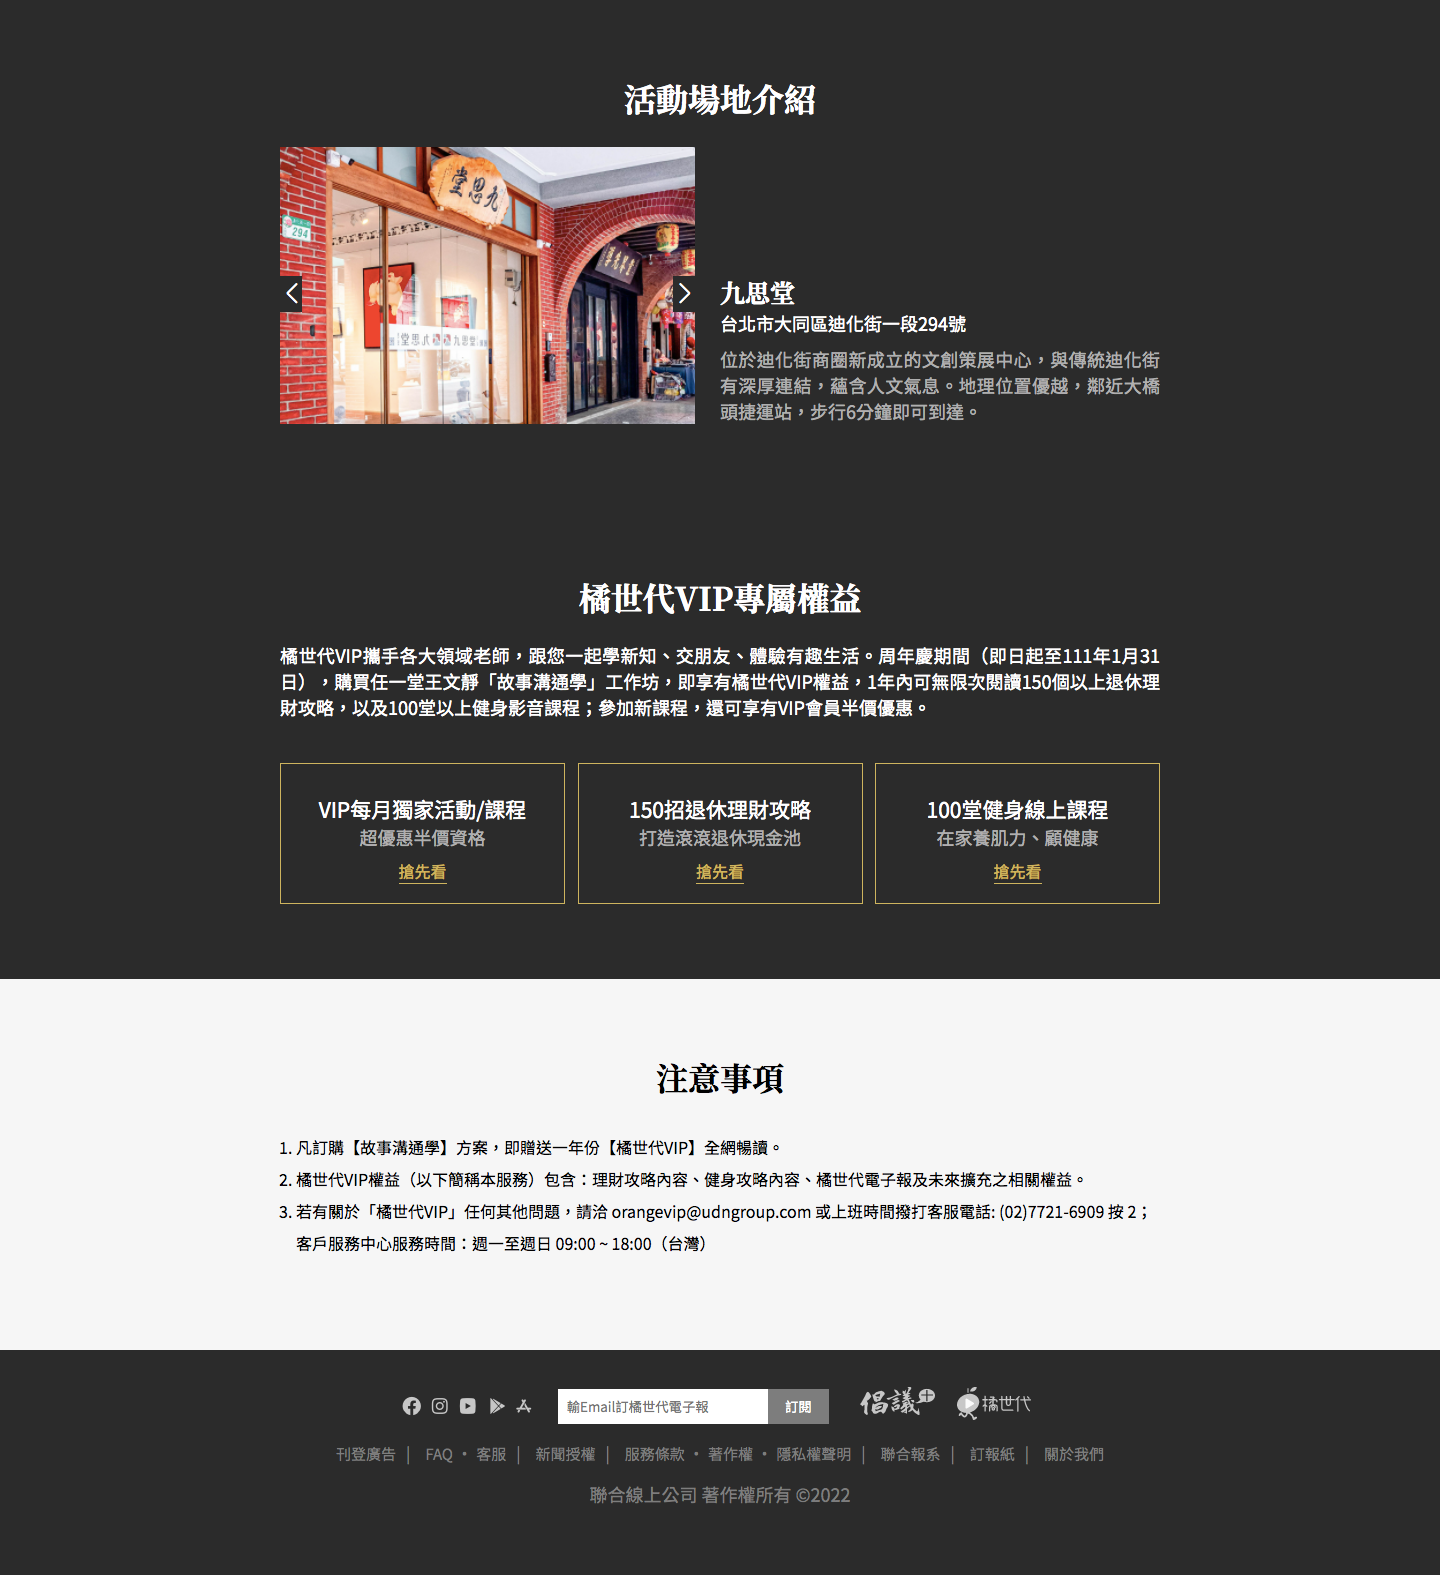 活動場地介紹
九思堂
294
九思堂
九思堂
九思堂
台北市大同區迪化街一段294號
位於迪化街商圈新成立的文創策展中心，與傳統迪化街
有深厚連結，蘊含人文氣息。地理位置優越，鄰近大橋
頭捷運站，步行6分鐘即可到達。
橘世代VIP專屬權益
橘世代VIP攜手各大領域老師，跟您一起學新知、交朋友、體驗有趣生活。周年慶期間（即日起至111年1月31
日），購買任一堂王文靜「故事溝通學」工作坊，即享有橘世代VIP權益，1年內可無限次閱讀150個以上退休理
財攻略，以及100堂以上健身影音課程；參加新課程，還可享有VIP會員半價優惠。
VIP每月獨家活動/課程
超優惠半價資格
搶先看
150招退休理財攻略
打造滾滾退休現金池
搶先看
100堂健身線上課程
在家養肌力、顧健康
搶先看
注意事項
1. 凡訂購【故事溝通學】方案，即贈送一年份【橘世代VIP】全網暢讀。
2. 橘世代VIP權益（以下簡稱本服務）包含：理財攻略內容、健身攻略內容、橘世代電子報及未來擴充之相關權益。
3. 若有關於「橘世代VIP」任何其他問題，請洽 orangevip@udngroup.com 或上班時間撥打客服電話: (02)7721-6909 按 2；
客戶服務中心服務時間：週一至週日 09:00 ~ 18:00（台灣）
輸Email訂橘世代電子報 訂閱 倡議 橘世代
刊登廣告 | FAQ ・ 客服 | 新聞授權 | 服務條款 ・ 著作權 ・ 隱私權聲明 | 聯合報系 | 訂報紙 | 關於我們
聯合線上公司 著作權所有 ©2022